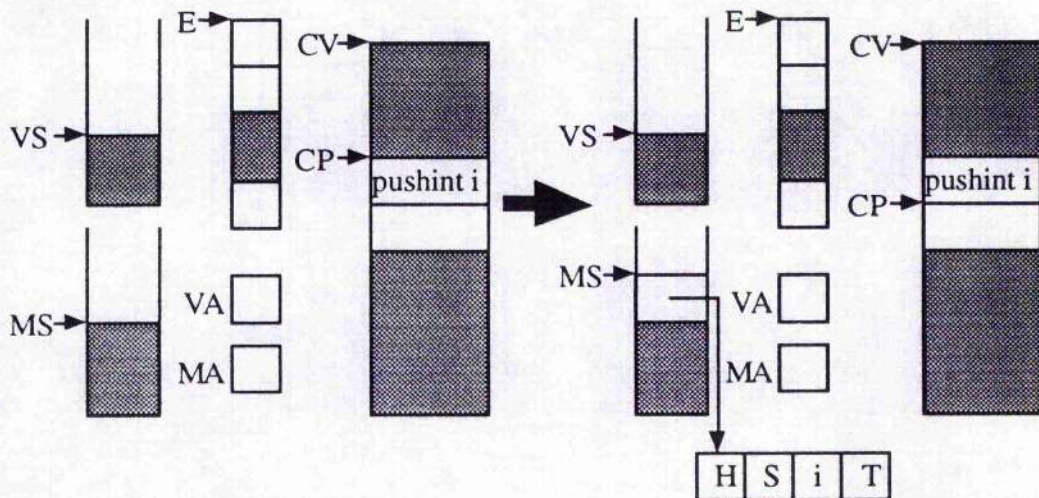 E
CV
VS
CP
pushint i
MS
VA
MA
E
CV
VS
pushint i
CP
MS
VA
MA
H S i T